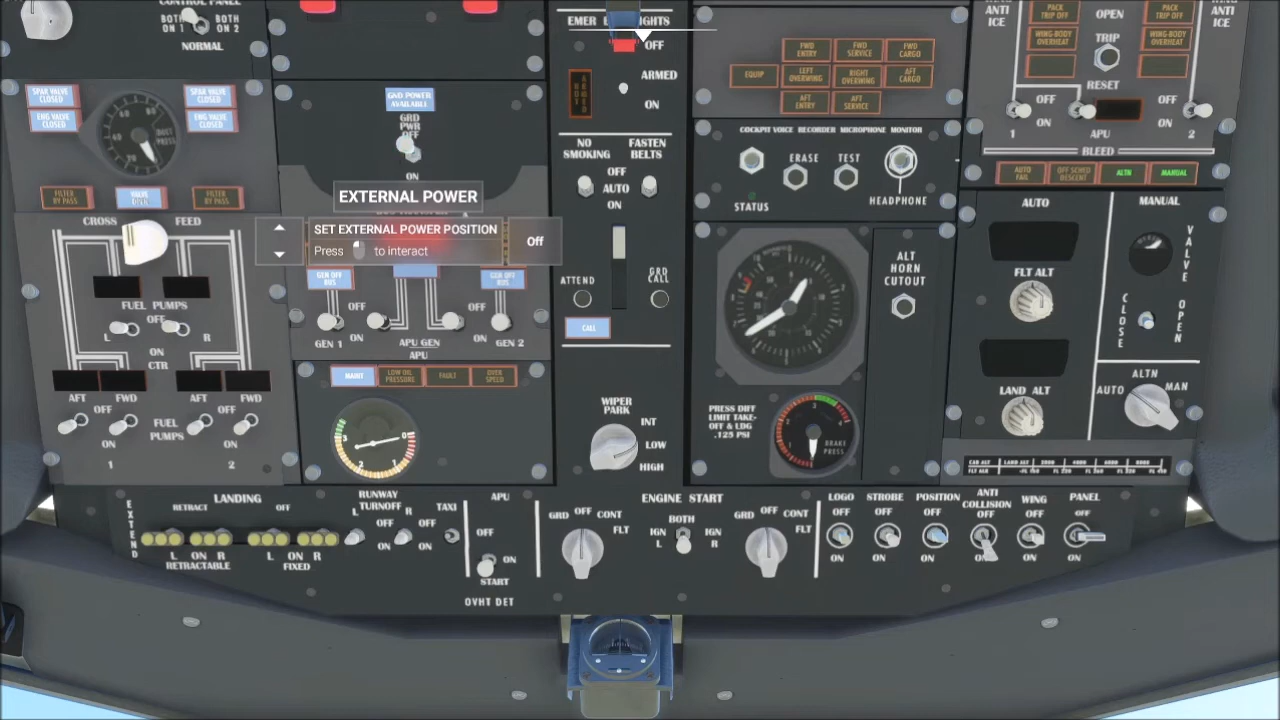 CONTROL PANEL
BOTH ON 1
BOTH ON 2
NORMAL
SPAR VALVE CLOSED
SPAR VALVE CLOSED
ENG VALVE CLOSED
ENG VALVE CLOSED
FILTER BY PASS
VALVE OPEN
FILTER BY PASS
CROSS FEED
FUEL PUMPS
OFF
L R
ON
CTR
AFT FWD AFT FWD
OFF OFF
FUEL PUMPS
ON ON
1 2
GRD POWER AVAILABLE
GRD PWR
OFF
ON
EXTERNAL POWER
SET EXTERNAL POWER POSITION
Press to interact
Off
GEN OFF BUS
GEN OFF BUS
OFF OFF
GEN 1 ON APU GEN ON GEN 2
APU
MAINT
LOW OIL PRESSURE
FAULT
OVER SPEED
OFF
ARMED
ON
NO SMOKING
FASTEN BELTS
OFF
AUTO
ON
ATTEND
GRD CALL
CALL
WIPER PARK
INT
LOW
HIGH
FWD ENTRY
FWD SERVICE
FWD CARGO
EQUIP
LEFT OVERWING
RIGHT OVERWING
AFT CARGO
AFT ENTRY
AFT SERVICE
COCKPIT VOICE RECORDER MICROPHONE MONITOR
ERASE TEST
STATUS
HEADPHONE
ALT HORN CUTOUT
PRESS DIFF
LIMIT TAKE-
OFF & LDG
.125 PSI
BRAKE PRESS
ANTI ICE
PACK TRIP OFF
OPEN
PACK TRIP OFF
ANTI ICE
WING-BODY OVERHEAT
TRIP
WING-BODY OVERHEAT
RESET
OFF OFF
ON ON
1 APU 2
BLEED
AUTO FAIL
OFF SCHED DESCENT
ALTN
MANUAL
AUTO MANUAL
VALVE
FLT ALT
CLOSE
OPEN
LAND ALT
ALTN
AUTO MAN
LANDING
EXTEND
RETRACT OFF
L ON R
RETRACTABLE
L ON R
FIXED
RUNWAY TURNOFF
L R
OFF
ON
TAXI
OFF
ON
APU
OFF
ON
START
OVHT DET
ENGINE START
GRD OFF CONT
FLT
BOTH
IGN L
IGN R
GRD OFF CONT
FLT
LOGO STROBE POSITION ANTI COLLISION WING PANEL
OFF OFF OFF OFF OFF OFF
ON ON ON ON ON ON